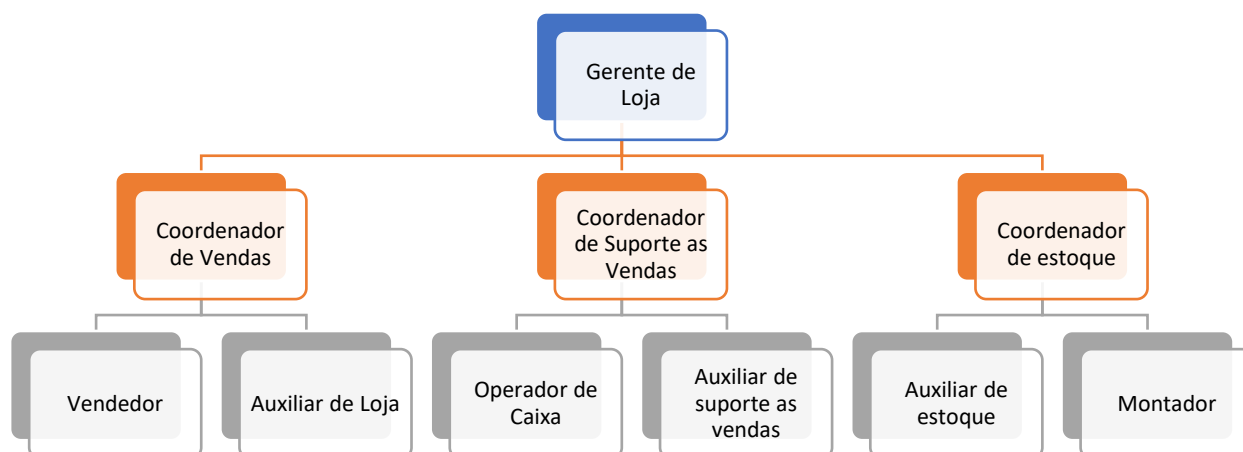 Gerente de
Loja
Coordenador
de Vendas
Coordenador
de Suporte as
Vendas
Coordenador
de estoque
Vendedor
Auxiliar de Loja
Operador de
Caixa
Auxiliar de
suporte as
vendas
Auxiliar de
estoque
Montador